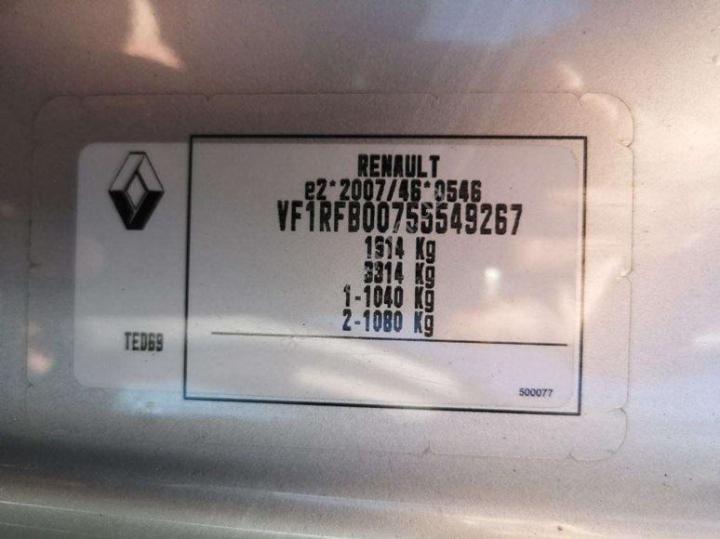 RENAULT
e2*2007/46*0546
VF1RFB00755549267
1914 Kg
3314 Kg
1-1040 Kg
2-1080 Kg
TED69
500077